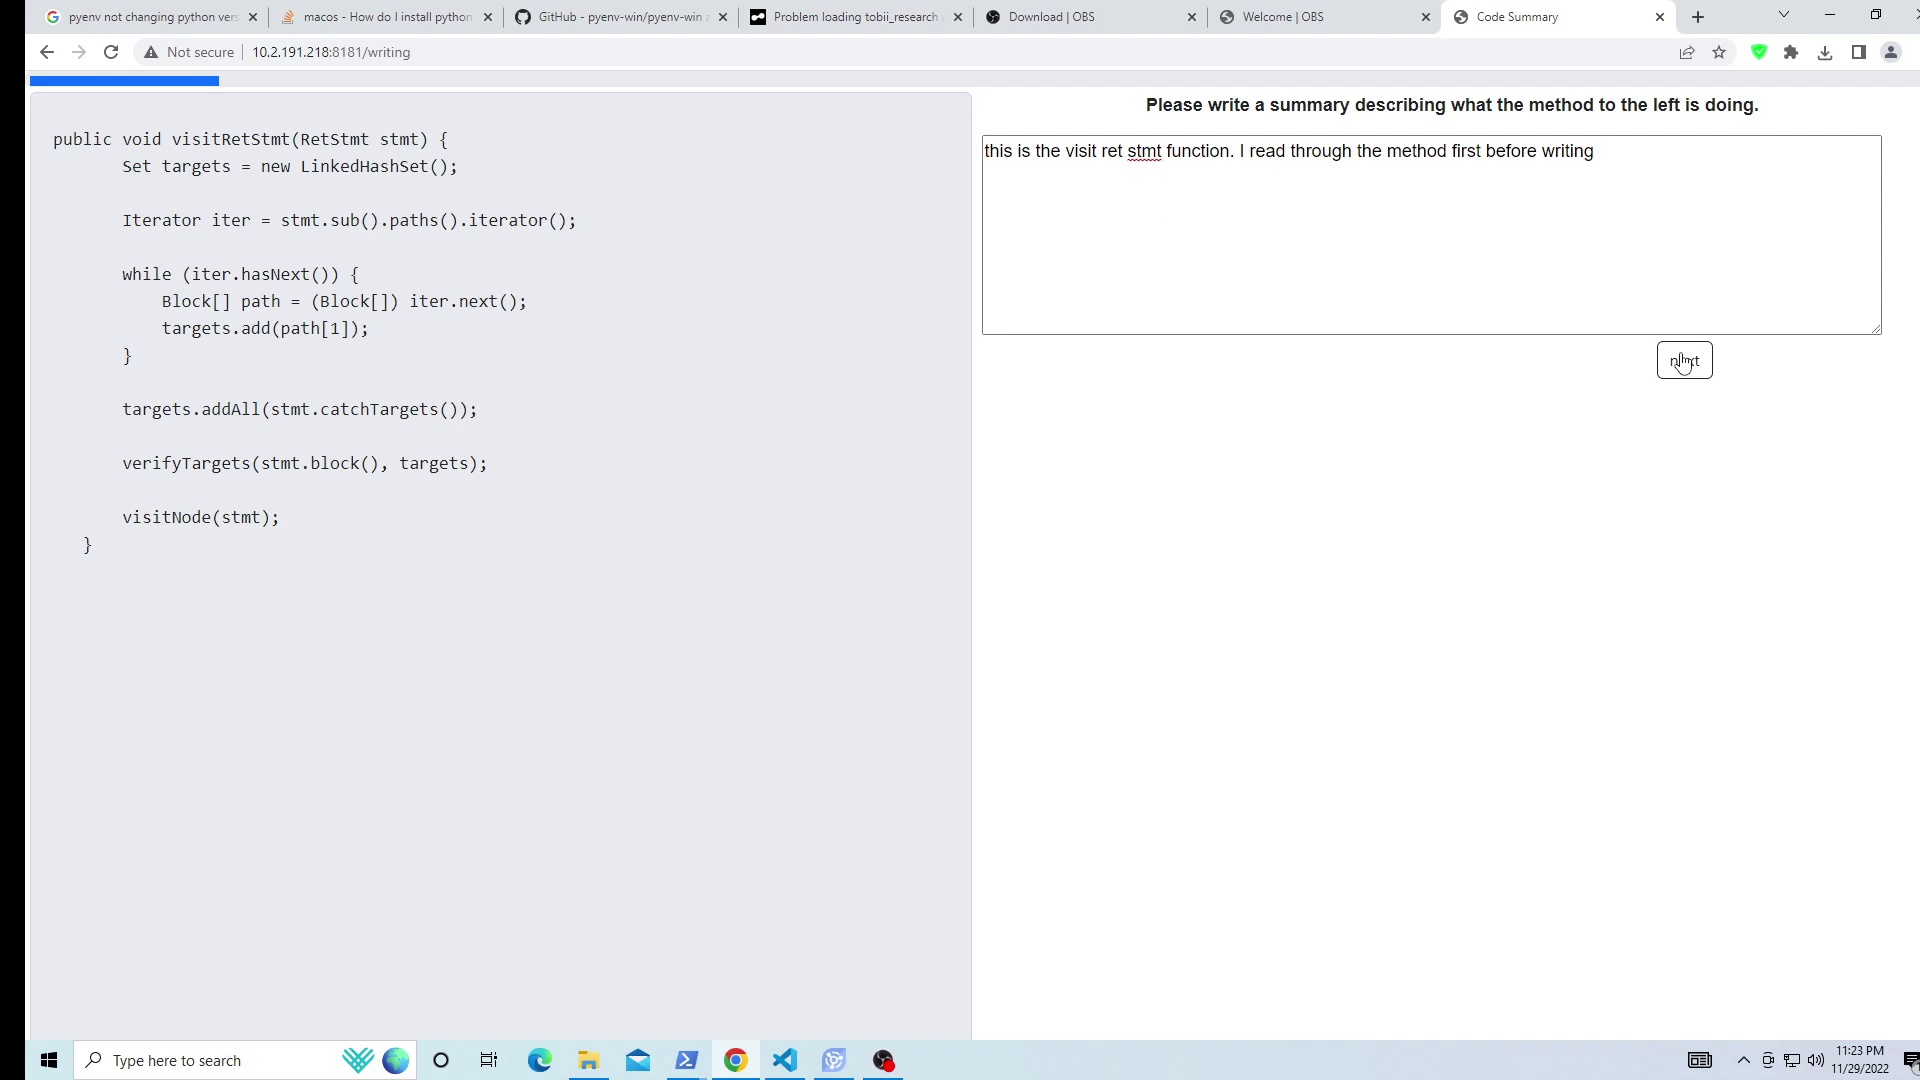 pyenv not changing python vers
macos - How do I install python
GitHub - pyenv-win/pyenv-win
Problem loading tobii_research
Download | OBS
Welcome | OBS
Code Summary
Not secure
10.2.191.218:8181/writing
public void visitRetStmt(RetStmt stmt) {
Set targets = new LinkedHashSet();
Iterator iter = stmt.sub().paths().iterator();
while (iter.hasNext()) {
Block[] path = (Block[]) iter.next();
targets.add(path[1]);
}
targets.addAll(stmt.catchTargets());
verifyTargets(stmt.block(), targets);
visitNode(stmt);
}
Please write a summary describing what the method to the left is doing.
this is the visit ret stmt function. I read through the method first before writing
Type here to search
11:23 PM
11/29/2022